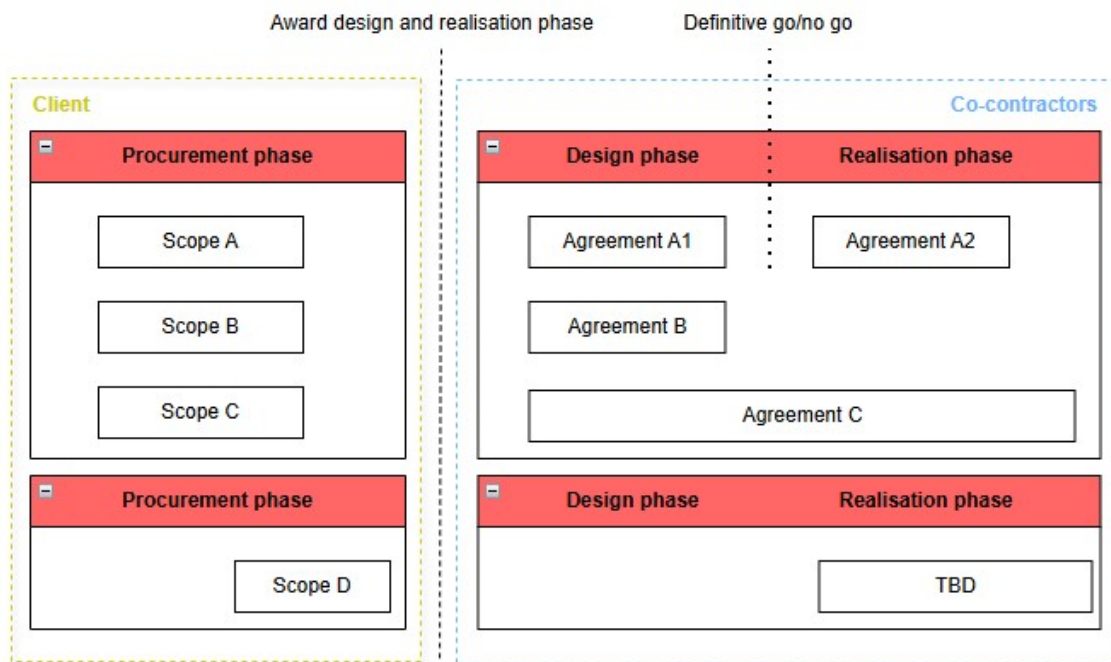 Award design and realisation phase
Definitive go/no go
Client
Co-contractors
Procurement phase
Design phase
Realisation phase
Scope A
Agreement A1
Agreement A2
Scope B
Agreement B
Scope C
Agreement C
Procurement phase
Design phase
Realisation phase
Scope D
TBD